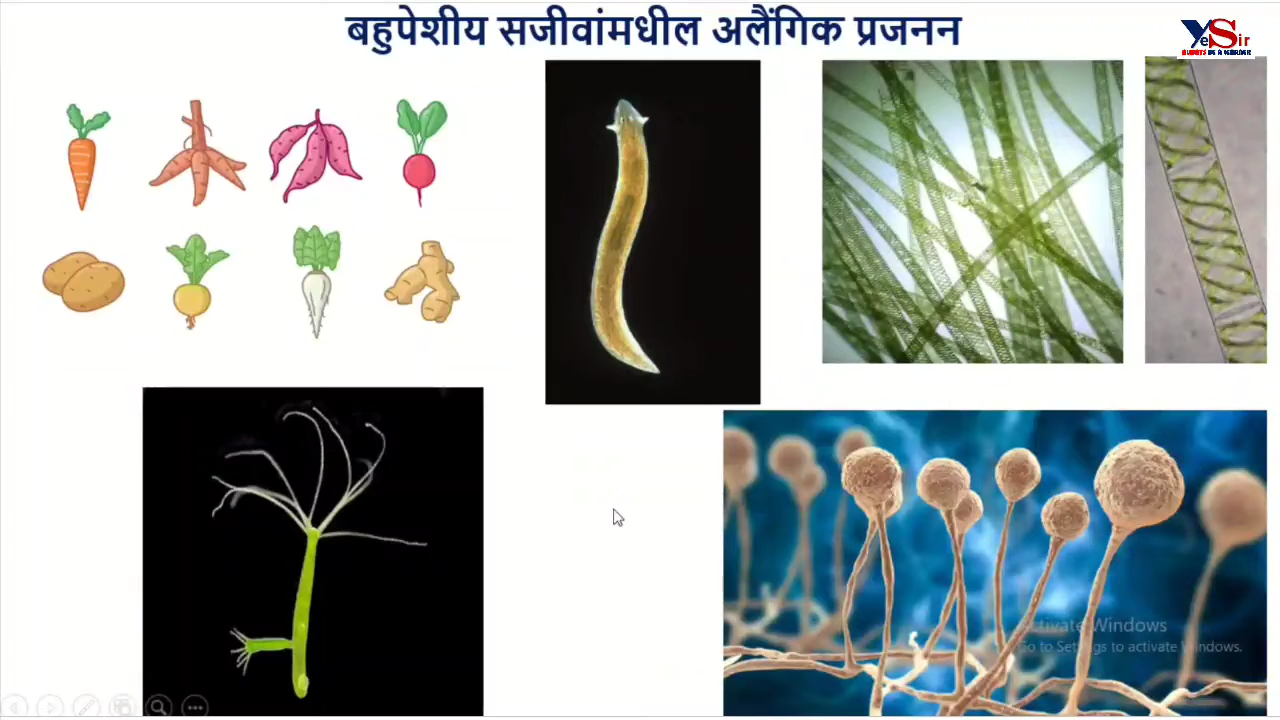 बहुपेशीय सजीवांमधील अलैंगिक प्रजनन
YeSir
Activate Windows
Go to Settings to activate Windows.